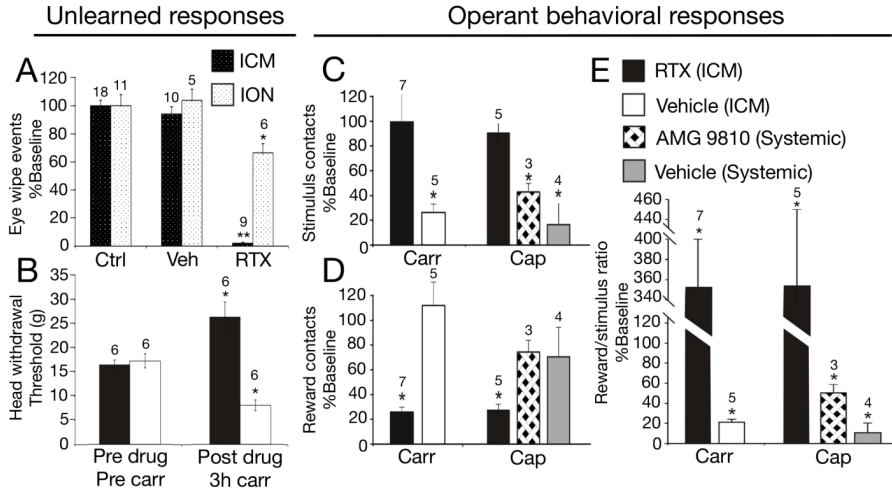 Unlearned responses
Operant behavioral responses
A
ICM
ION
Eye wipe events
%Baseline
120
100
80
60
40
20
0
18
11
10
5
9
**
6
*
Ctrl
Veh
RTX
B
Head withdrawal
Threshold (g)
35
30
25
20
15
10
5
0
6
6
6
*
6
*
Pre drug
Pre carr
Post drug
3h carr
C
Stimululs contacts
%Baseline
120
100
80
60
40
20
0
7
5
*
5
3
*
4
*
Carr
Cap
D
Reward contacts
%Baseline
120
100
80
60
40
20
0
7
*
5
5
*
3
4
Carr
Cap
E
RTX (ICM)
Vehicle (ICM)
AMG 9810 (Systemic)
Vehicle (Systemic)
Reward/stimulus ratio
%Baseline
460
440
400
380
360
340
120
100
80
60
40
20
0
7
*
5
*
5
*
3
*
4
*
Carr
Cap